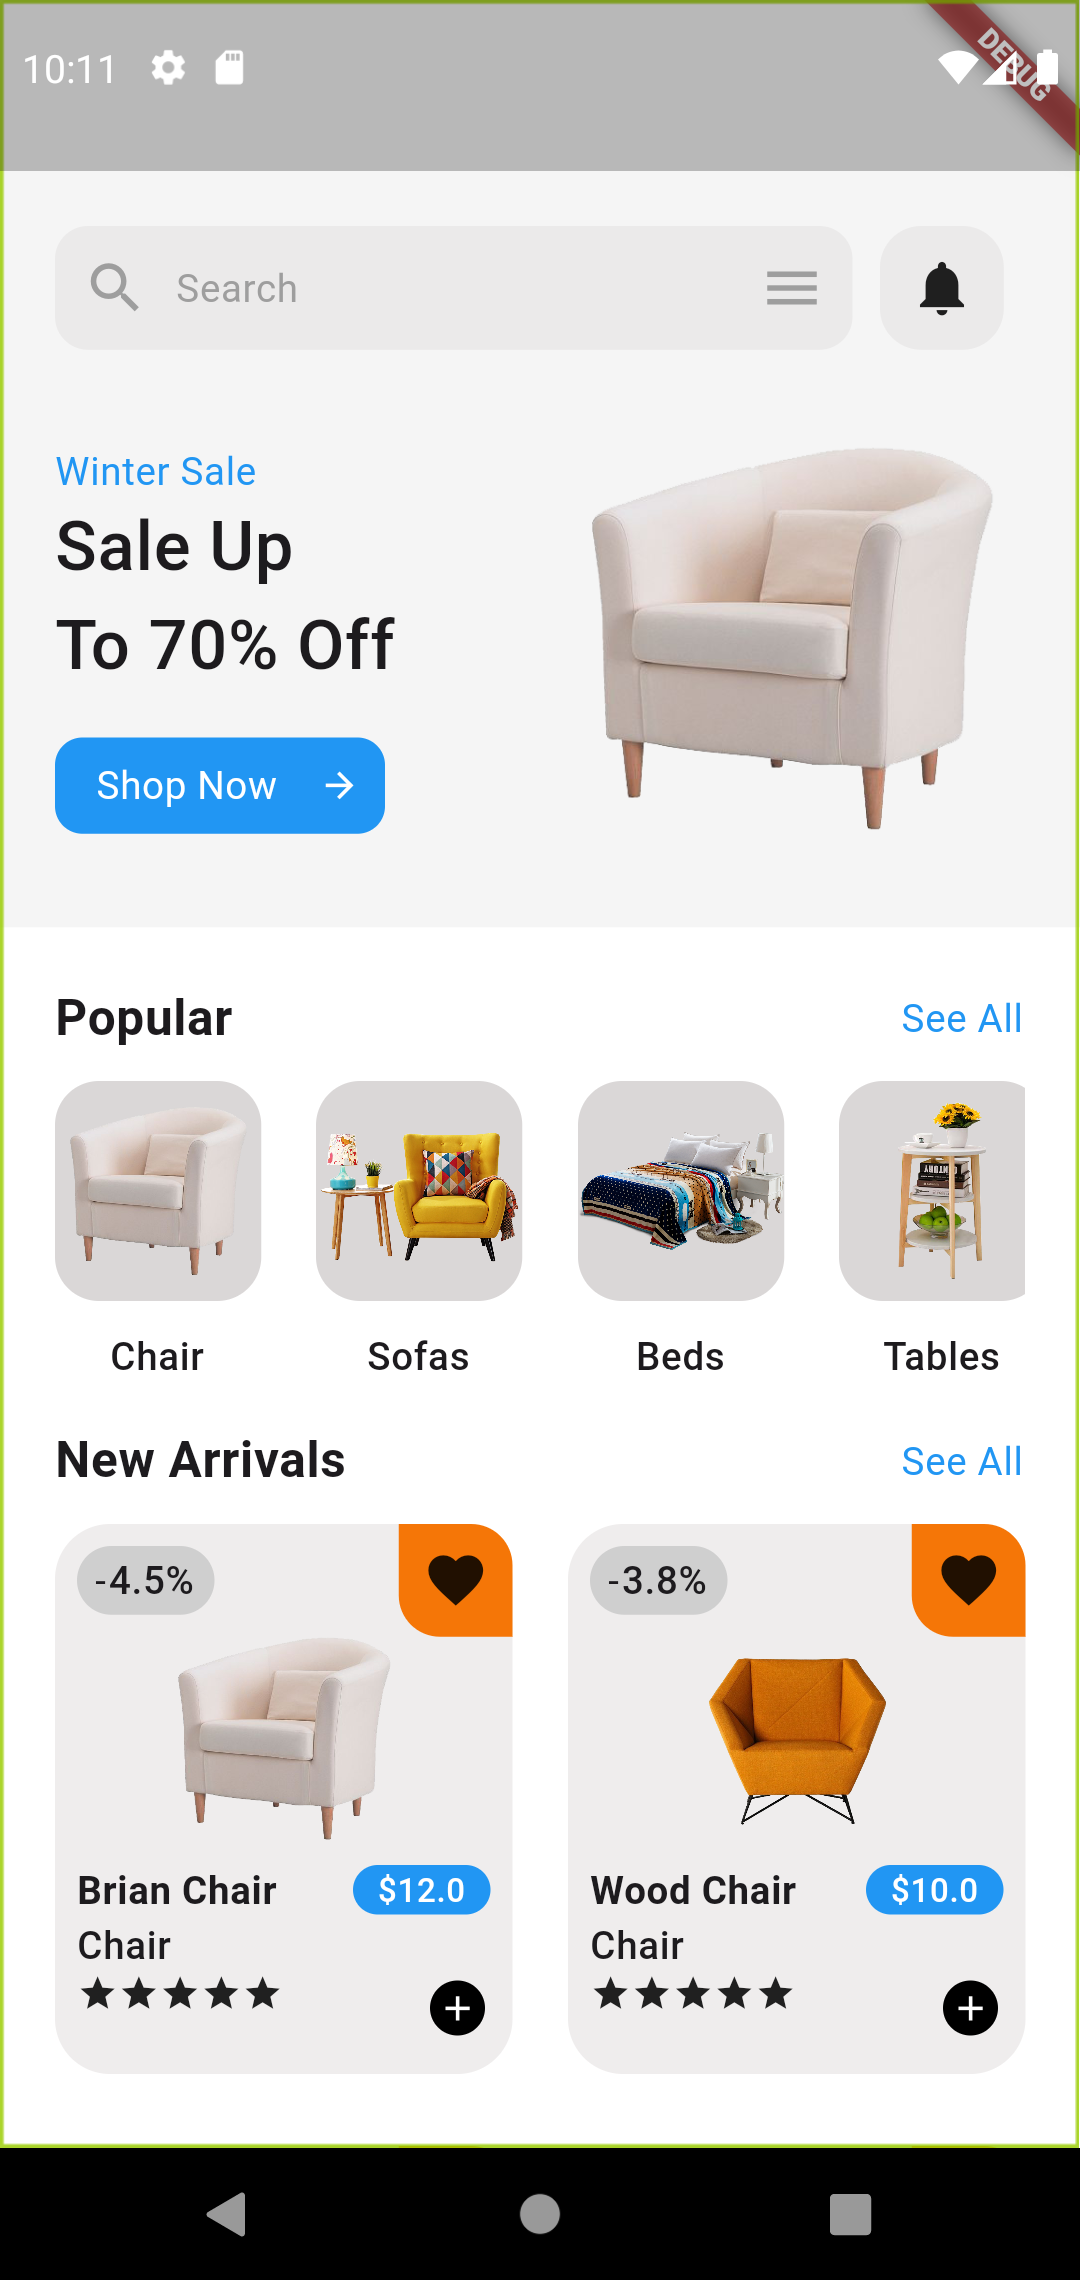 10:11
DEBUG
Search
Winter Sale
Sale Up
To 70% Off
Shop Now
Popular
See All
CENTURY
Chair
Sofas
Beds
Tables
New Arrivals
See All
-4.5%
-3.8%
Brian Chair
$12.0
Wood Chair
$10.0
Chair
Chair